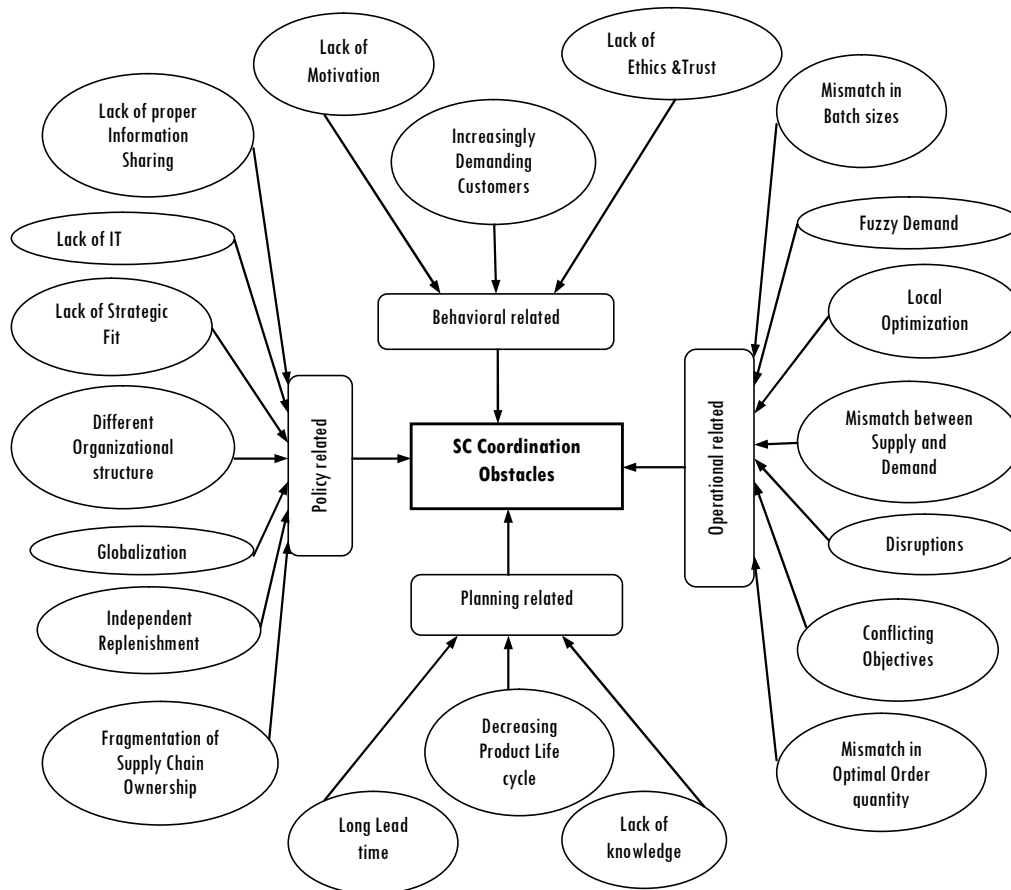 Lack of
Motivation
Lack of
Ethics &Trust
Mismatch in
Batch sizes
Lack of proper
Information
Sharing
Increasingly
Demanding
Customers
Lack of IT
Fuzzy Demand
Lack of Strategic
Fit
Behavioral related
Local
Optimization
Different
Organizational
structure
Policy related
SC Coordination
Obstacles
Operational related
Mismatch between
Supply and
Demand
Globalization
Disruptions
Independent
Replenishment
Planning related
Conflicting
Objectives
Fragmentation of
Supply Chain
Ownership
Decreasing
Product Life
cycle
Mismatch in
Optimal Order
quantity
Long Lead
time
Lack of
knowledge